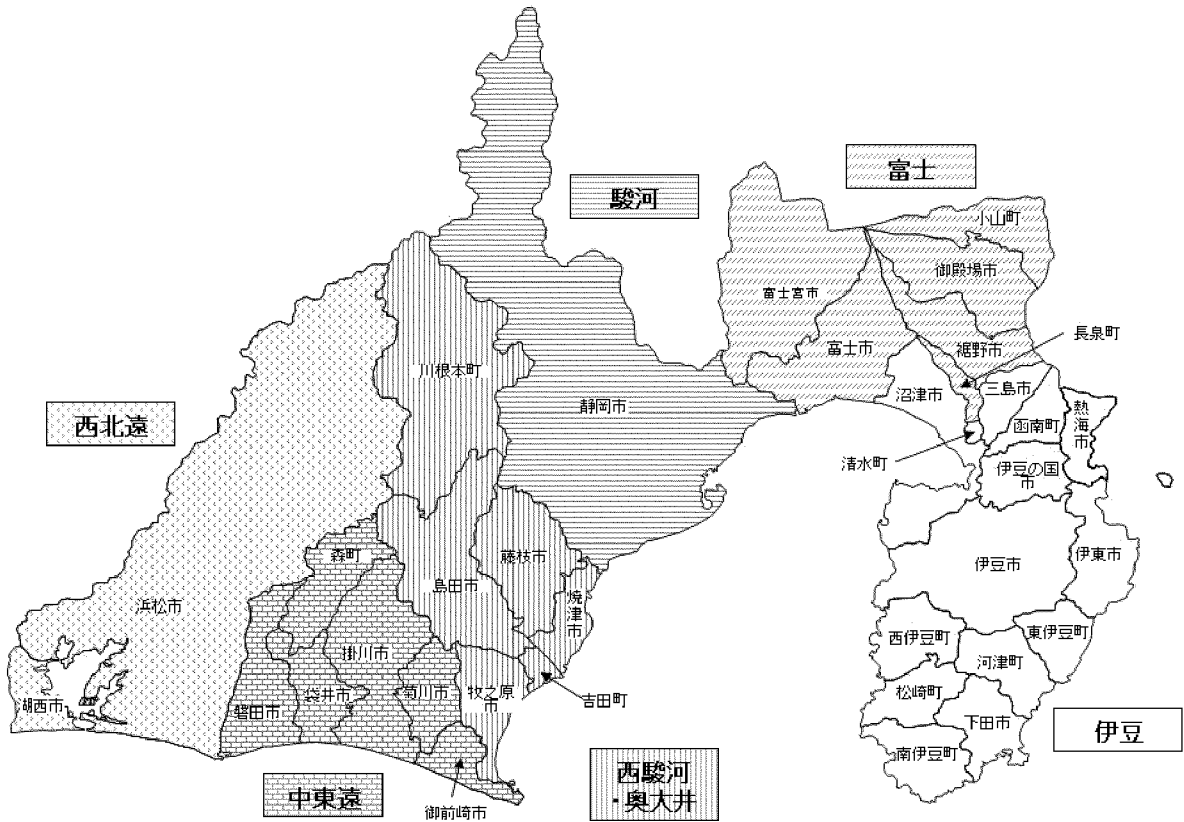 駿河
富士
小山町
御殿場市
富士宮市
長泉町
富士市
裾野市
川根本町
三島市
沼津市
静岡市
熱海
市
函南町
西北遠
清水町
伊豆の国
市
森町
藤枝市
伊東市
伊豆市
島田市
浜松市
焼津市
西伊豆町
東伊豆町
掛川市
河津町
袋井市
菊川市
牧之原
市
松崎町
湖西市
磐田市
吉田町
下田市
伊豆
南伊豆町
西駿河
・奥大井
中東遠
御前崎市